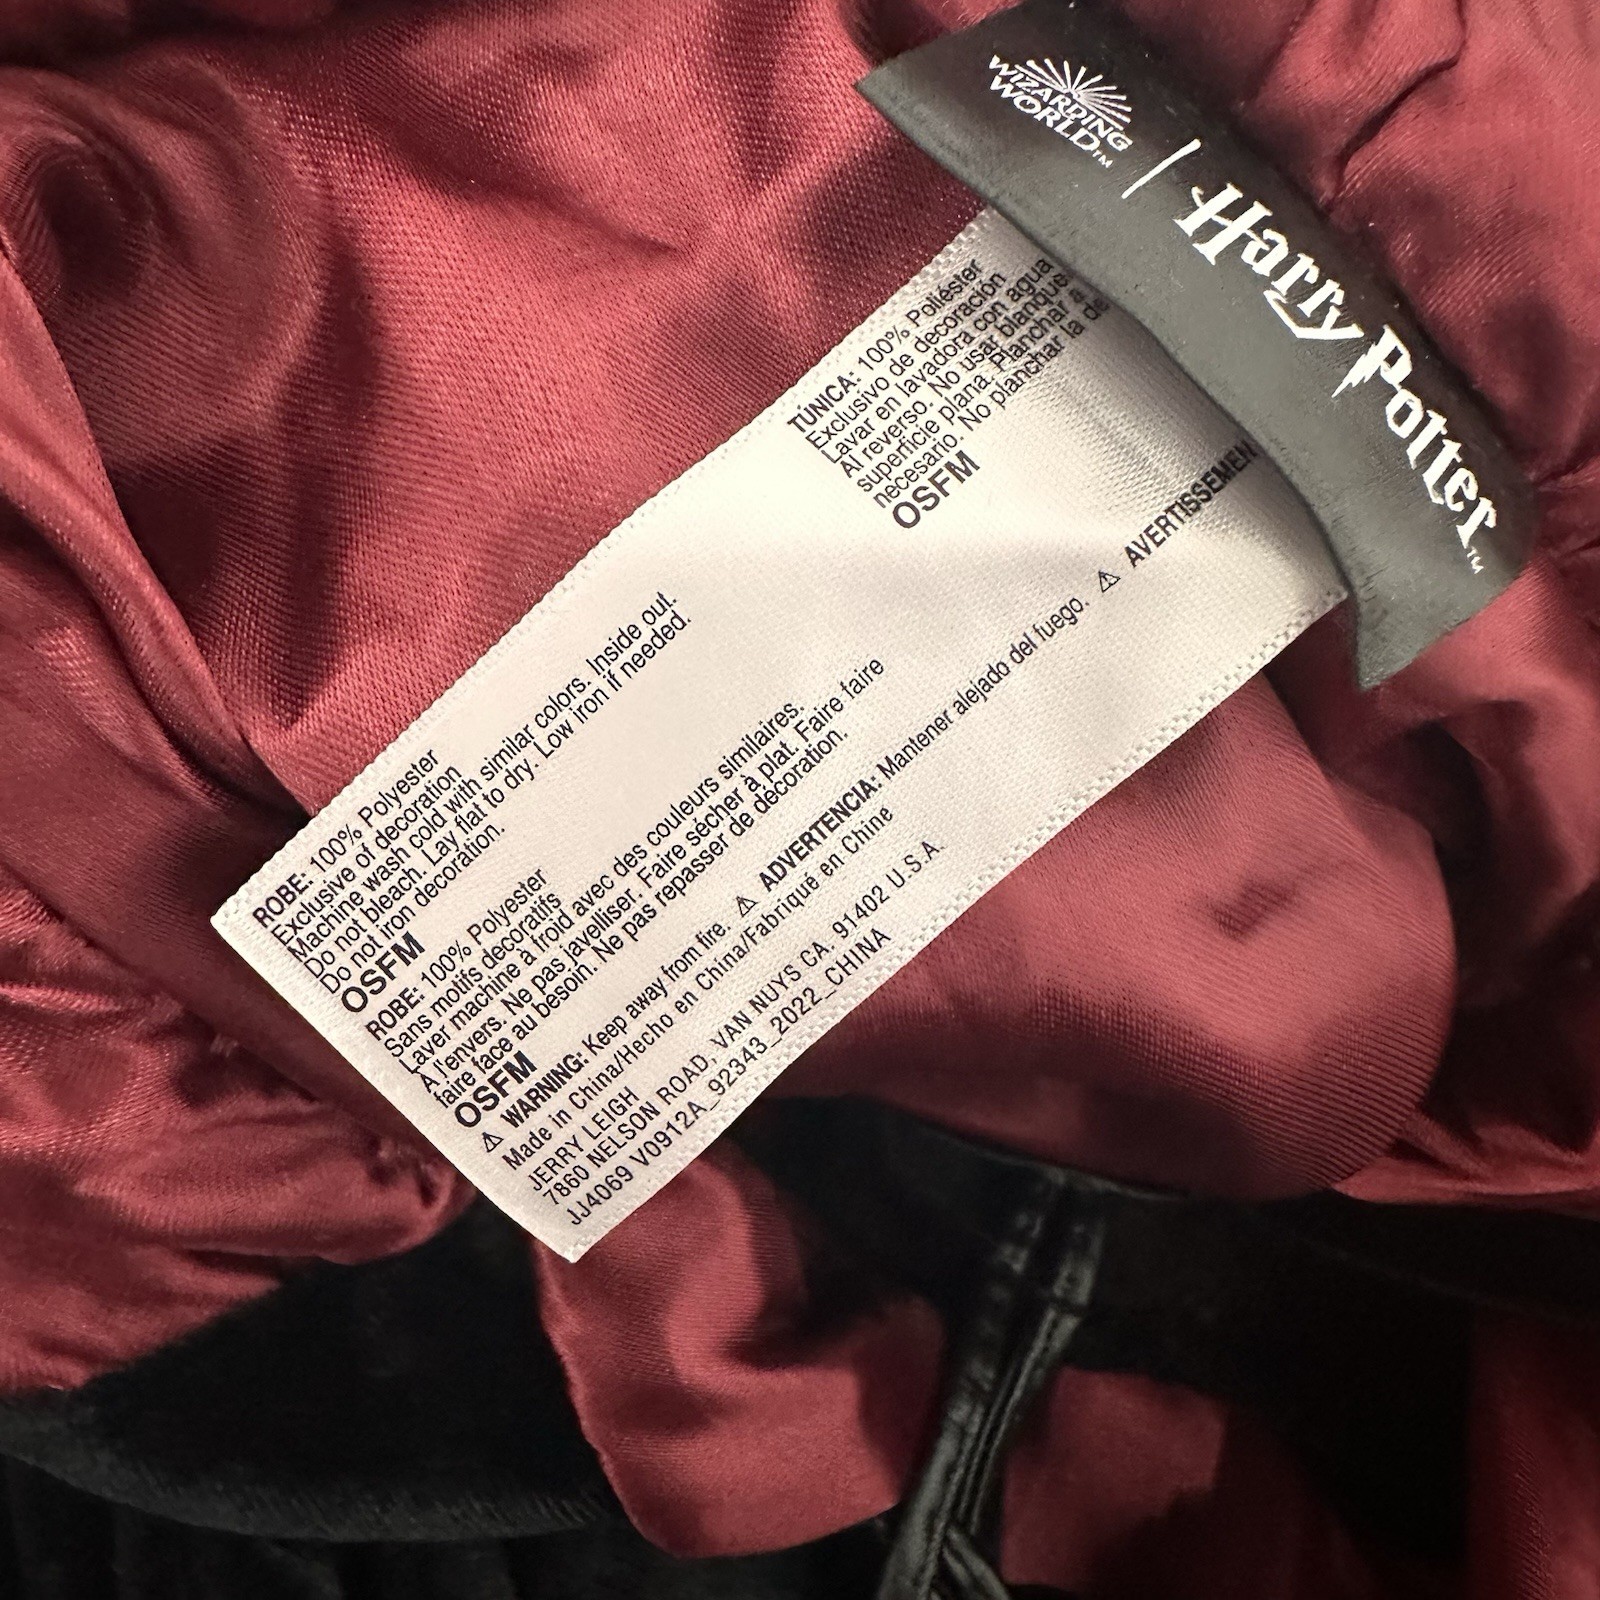 WIZARDING
WORLD™
Harry Potter™
ROBE: 100% Polyester
Exclusive of decoration
Machine wash cold with similar colors. Inside out.
Do not bleach. Lay flat to dry. Low iron if needed.
Do not iron decoration.
OSFM
ROBE: 100% Polyester
Sans motifs decoratifs
Laver machine à froid avec des couleurs similaires.
À l'envers. Ne pas javelliser. Faire sécher à plat. Faire faire
faire face au besoin. Ne pas repasser de décoration.
OSFM
TÚNICA: 100% Poliéster
Exclusivo de decoración
Lavar en lavadora con agua
Al reverso. No usar blanque
superficie plana. Planchar a
necesario. No planchar la de
OSFM
⚠ WARNING: Keep away from fire. ⚠ ADVERTENCIA: Mantener alejado del fuego. ⚠ AVERTISSEMEN
Made in China/Hecho en China/Fabriqué en Chine
JERRY LEIGH
7860 NELSON ROAD, VAN NUYS CA. 91402 U.S.A.
JJ4069 V0912A_92343_2022_CHINA